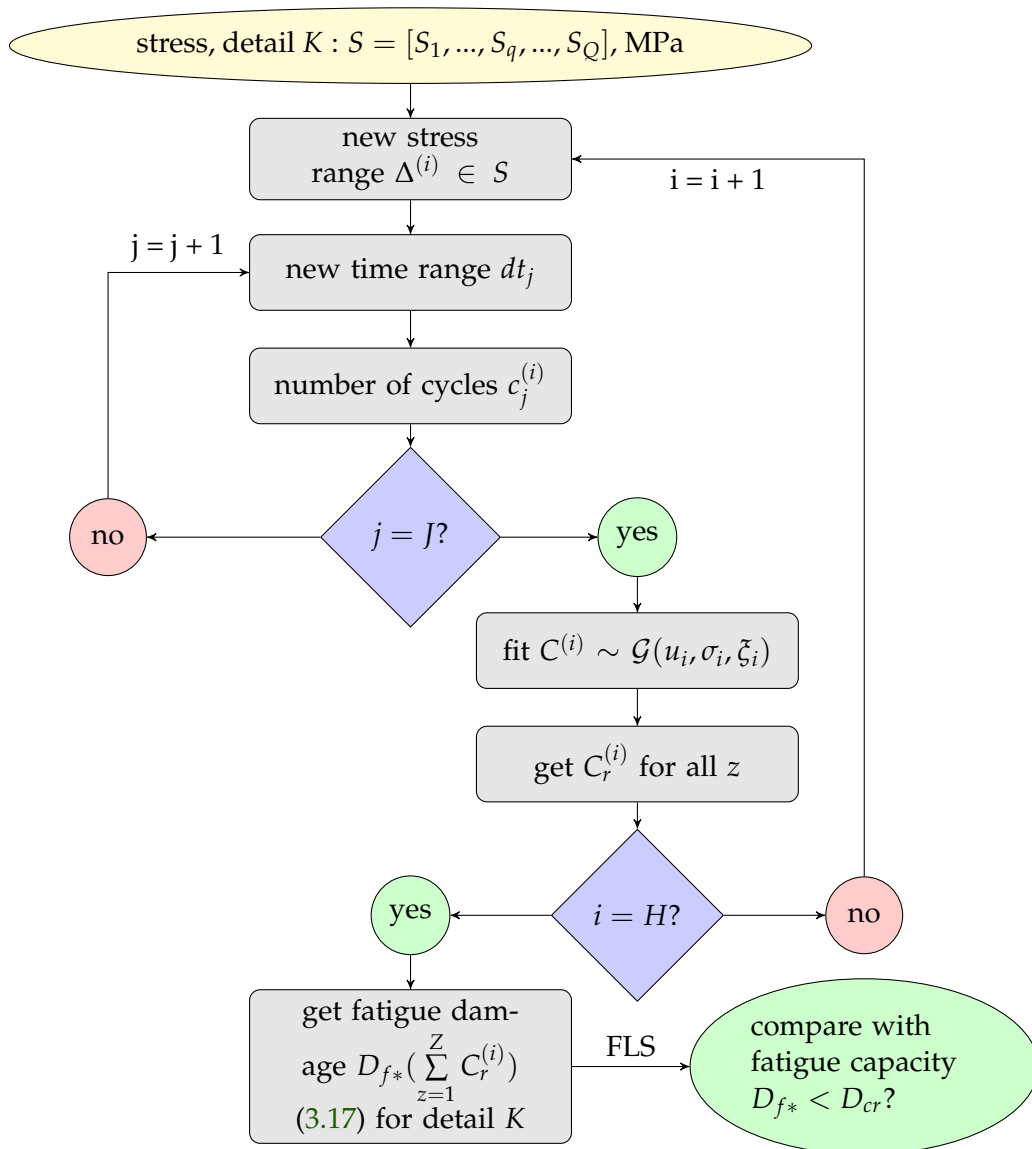 stress, detail K : S = [S_1, ..., S_q, ..., S_Q], MPa
new stress
range Δ^(i) ∈ S
i = i + 1
j = j + 1
new time range dt_j
number of cycles c_j^(i)
no
j = J?
yes
fit C^(i) ∼ 𝒢(u_i, σ_i, ξ_i)
get C_r^(i) for all z
yes
i = H?
no
get fatigue dam-
age D_f*(∑_{z=1}^{Z} C_r^(i))
(3.17) for detail K
FLS
compare with
fatigue capacity
D_f* < D_cr?